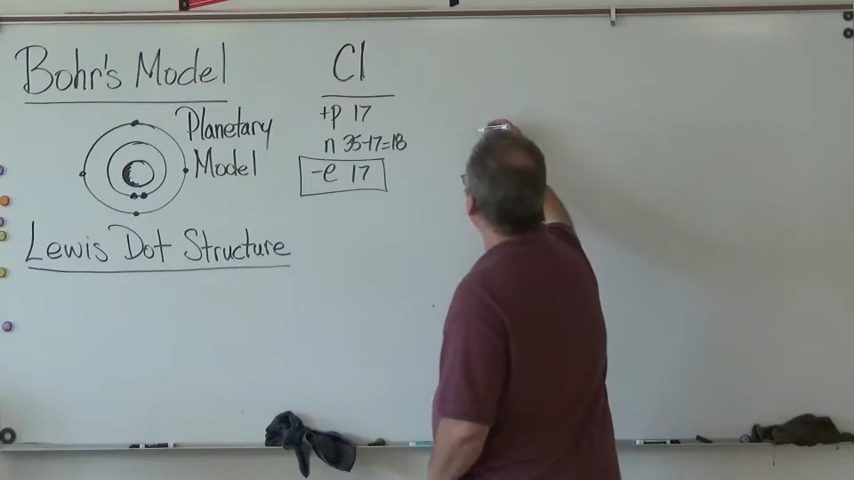 Bohr's Model
Planetary
Model
Lewis Dot Structure
Cl
+p 17
n 35-17=18
-e 17